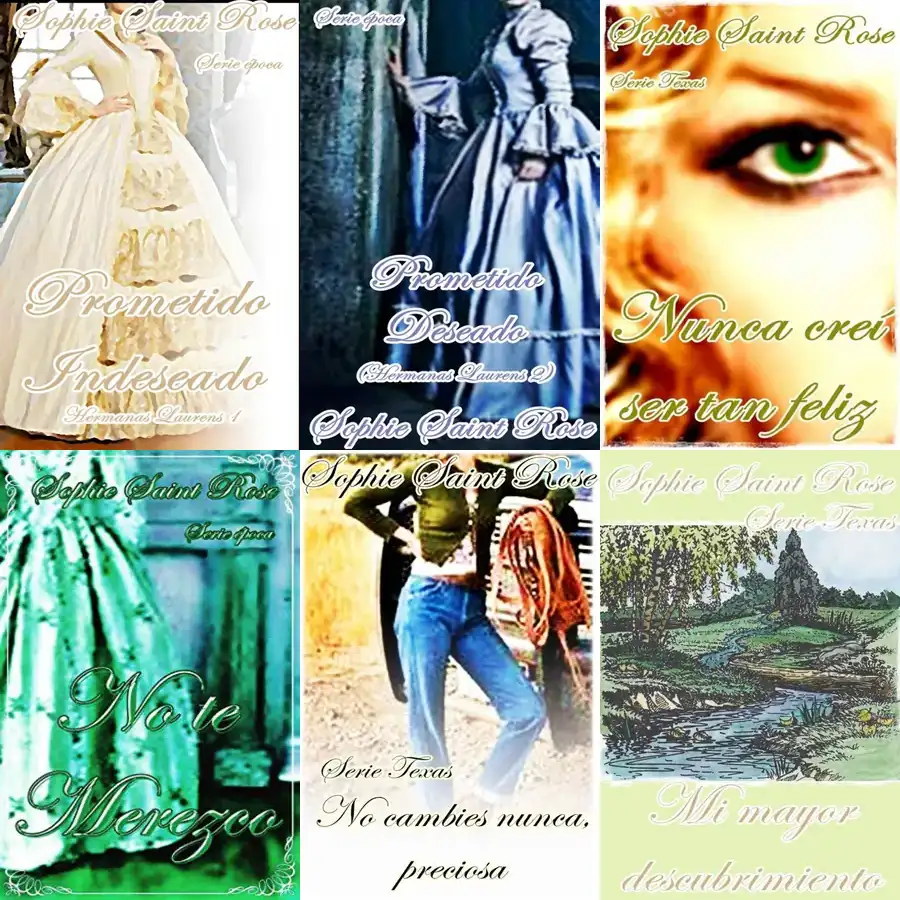 Sophie Saint Rose
Serie época
Prometido
Indeseado
Hermanas Laurens 1
Serie época
Prometido
Deseado
(Hermanas Laurens 2)
Sophie Saint Rose
Sophie Saint Rose
Serie Texas
Nunca creí
ser tan feliz
Sophie Saint Rose
Serie época
No te
Merezco
Sophie Saint Rose
Serie Texas
No cambies nunca,
preciosa
Sophie Saint Rose
Serie Texas
Mi mayor
descubrimiento